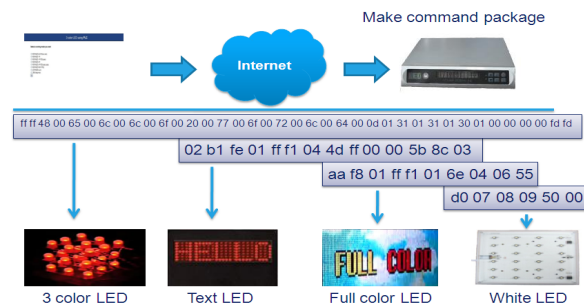 Make command package
Internet
ff ff 48 00 65 00 6c 00 6c 00 6f 00 20 00 77 00 6f 00 72 00 6c 00 64 00 0d 01 31 01 31 01 30 01 00 00 00 00 fd fd
02 b1 fe 01 ff f1 04 4d ff 00 00 5b 8c 03
aa f8 01 ff f1 01 6e 04 06 55
d0 07 08 09 50 00
HELLO
FULL COLOR
3 color LED
Text LED
Full color LED
White LED